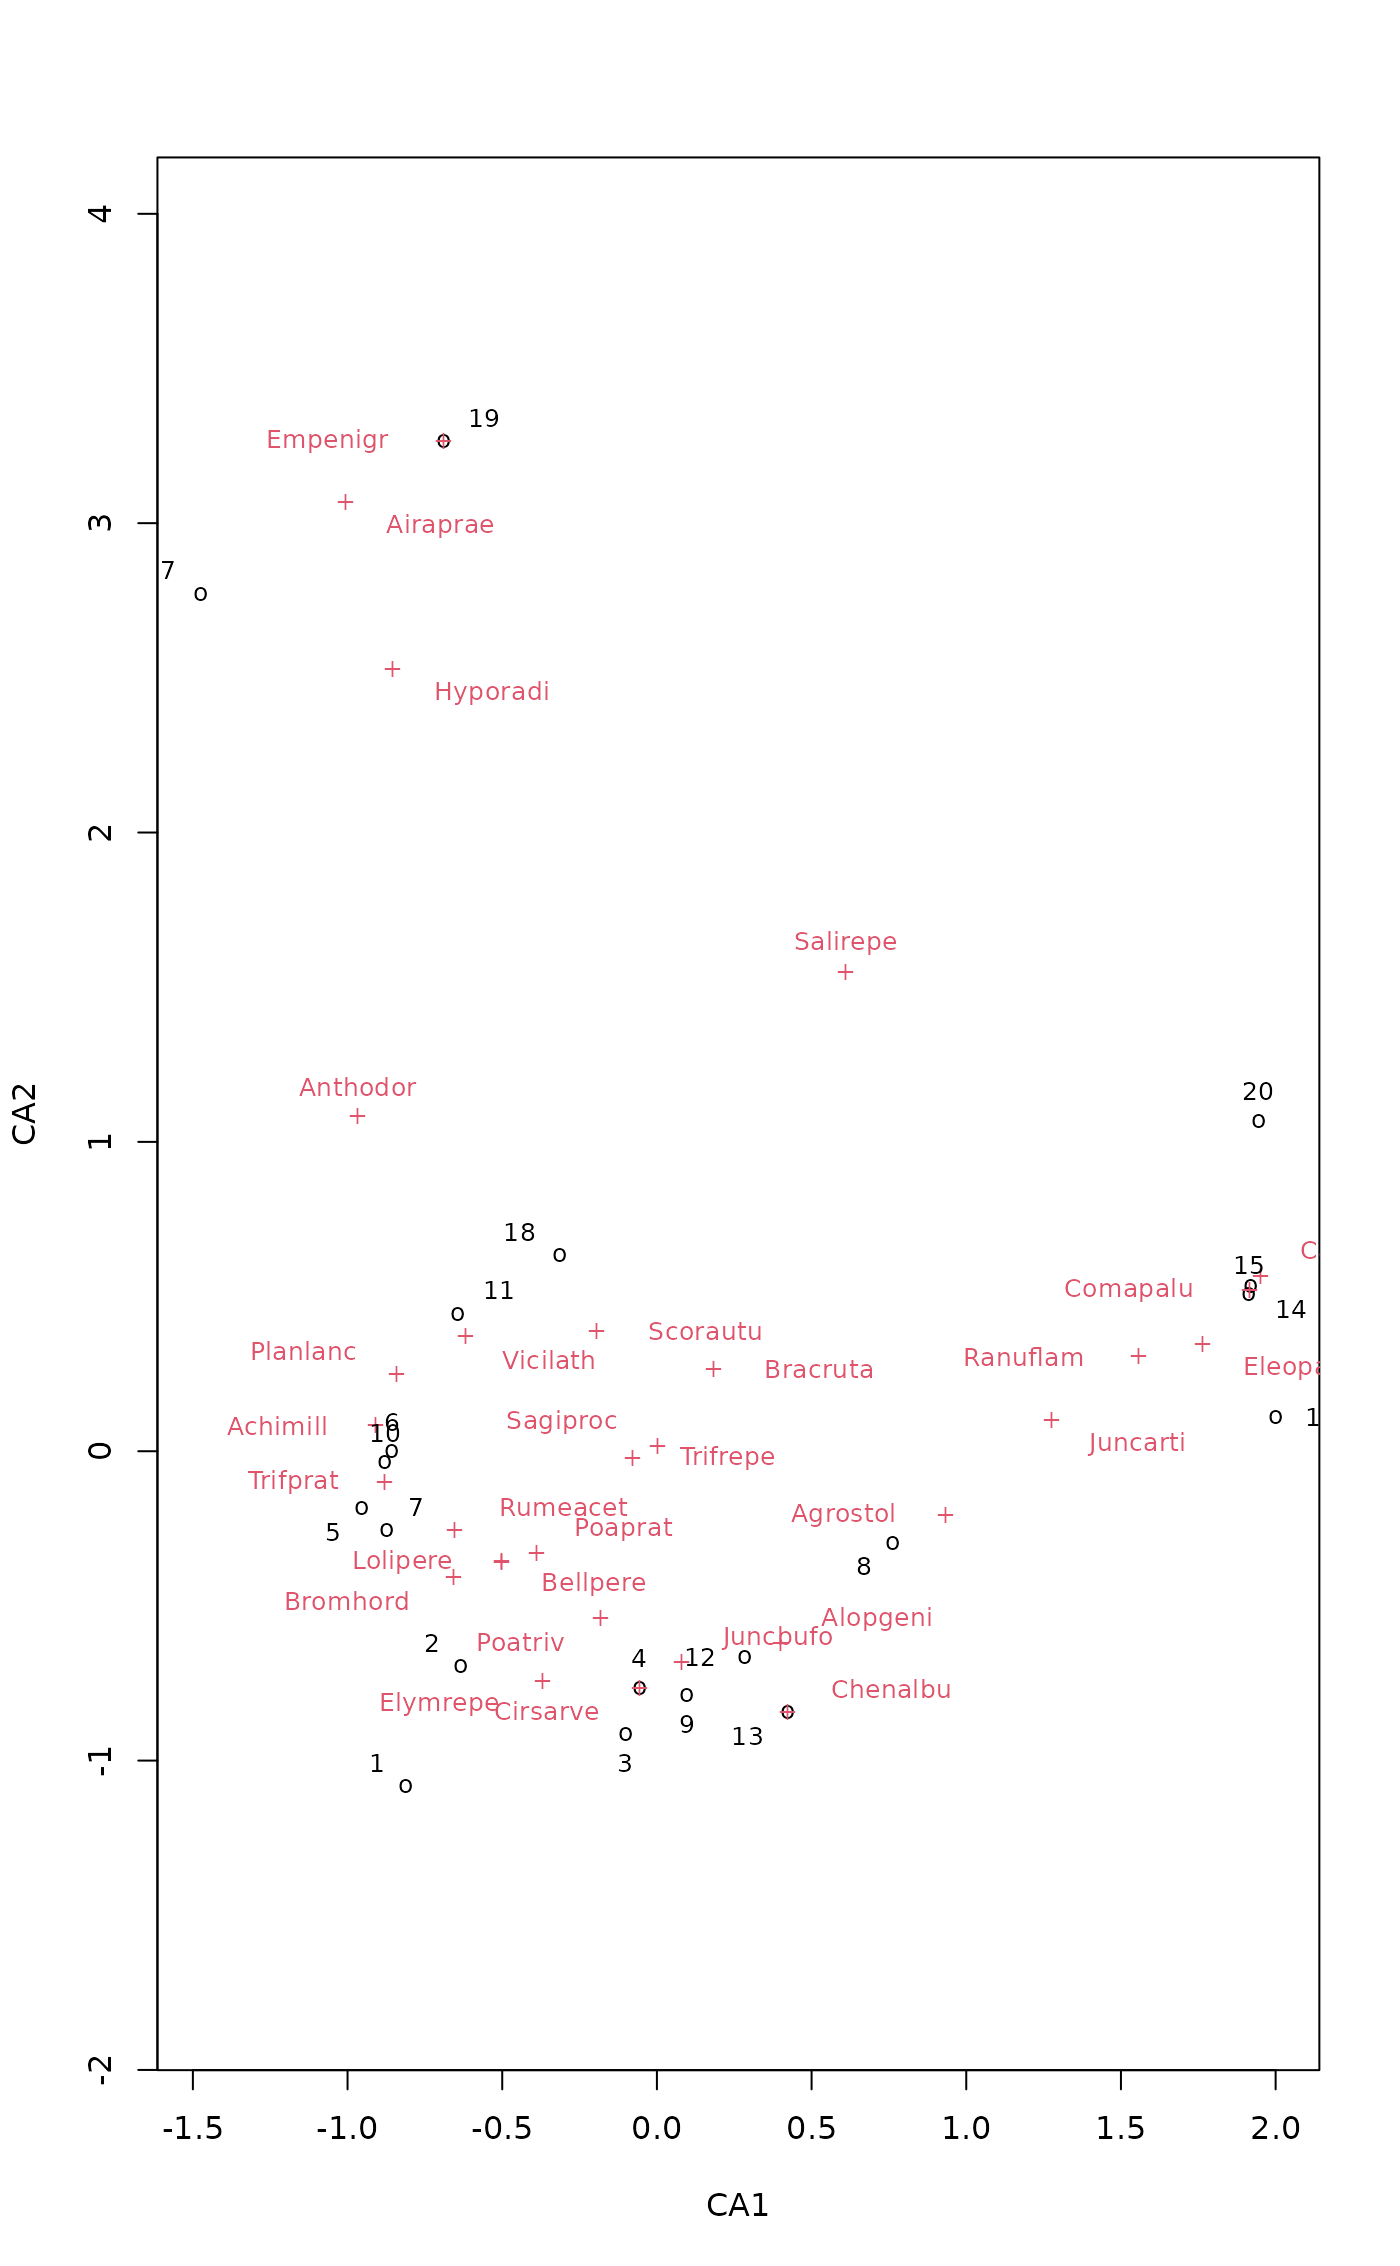 4
19
Empenigr
3
Airaprae
7
Hyporadi
2
Salirepe
Anthodor
20
CA2
1
18
C
15
11
Comapalu
14
Scorautu
Planlanc
Vicilath
Ranuflam
Bracruta
Eleopa
Sagiproc
1
6
Achimill
10
Juncarti
0
Trifrepe
Trifprat
7
Rumeacet
Agrostol
5
Poaprat
Lolipere
8
Bellpere
Bromhord
Alopgeni
Juncbufo
2
Poatriv
4
12
Chenalbu
Elymrepe
Cirsarve
9
13
-1
1
3
-2
-1.5 -1.0 -0.5 0.0 0.5 1.0 1.5 2.0
CA1